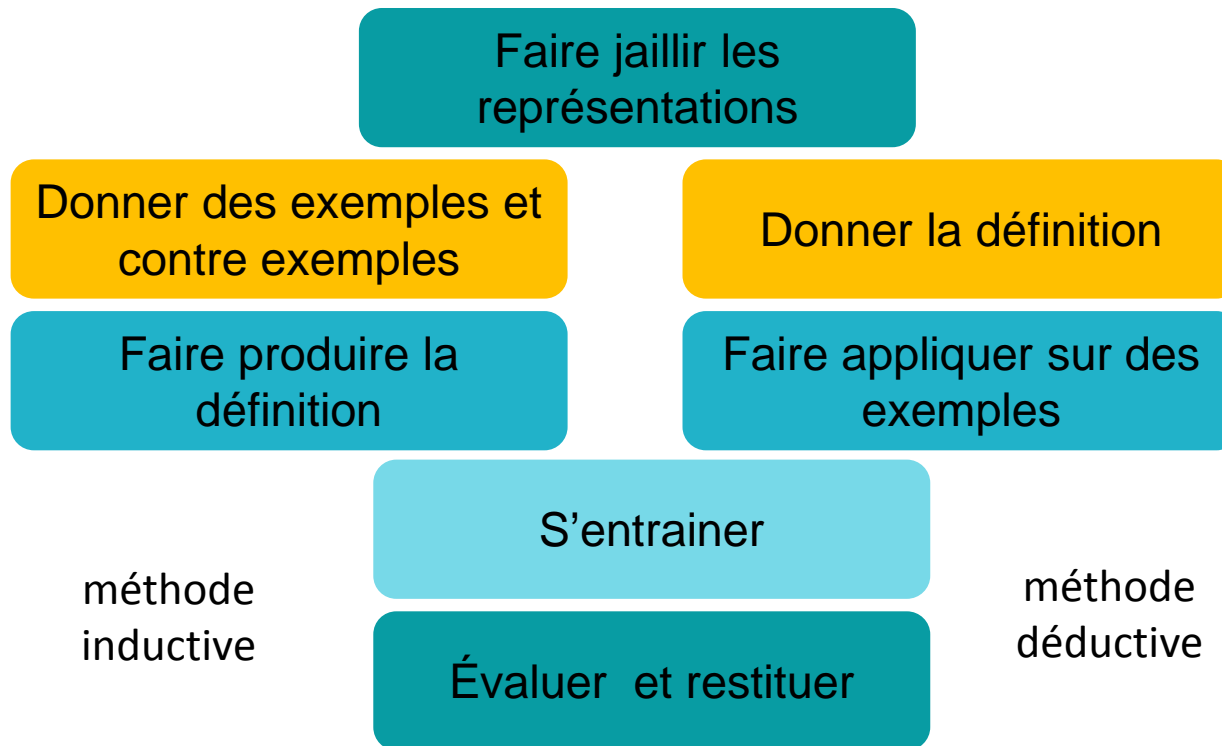 Faire jaillir les
représentations
Donner des exemples et
contre exemples
Donner la définition
Faire produire la
définition
Faire appliquer sur des
exemples
S’entrainer
méthode
inductive
méthode
déductive
Évaluer  et restituer